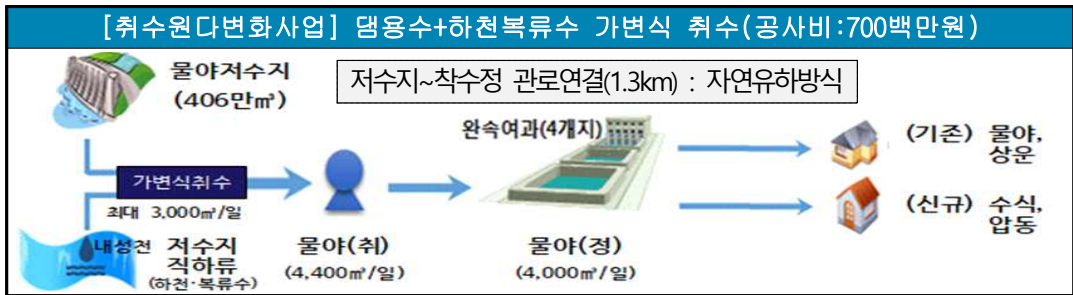 [취수원다변화사업] 댐용수+하천복류수 가변식 취수(공사비:700백만원)
물야저수지
(406만㎥)
저수지~착수정 관로연결(1.3km) : 자연유하방식
완속여과(4개지)
(기존) 물야,
상운
가변식취수
최대 3,000㎥/일
(신규) 수식,
압동
내성천 저수지
직하류
(하천·복류수)
물야(취)
(4,400㎥/일)
물야(정)
(4,000㎥/일)